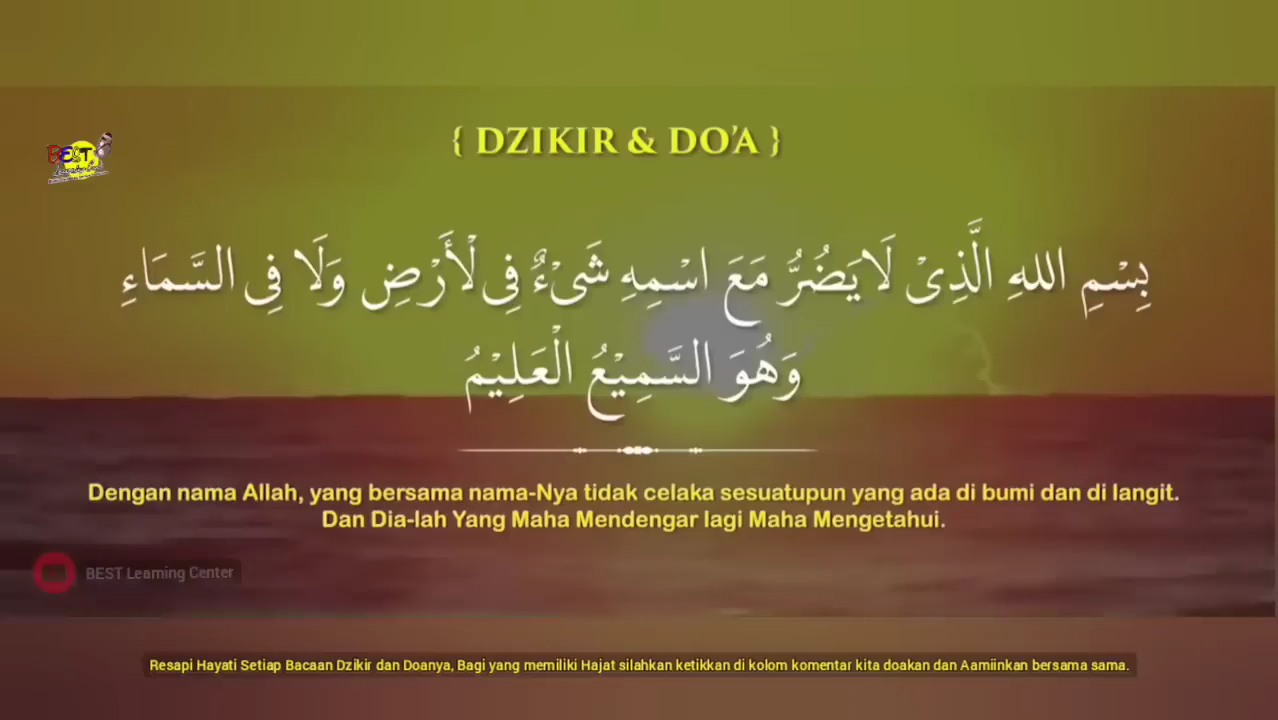 { DZIKIR & DO'A }
BEST
بِسْمِ اللهِ الَّذِيْ لَا يَضُرُّ مَعَ اسْمِهِ شَيْءٌ فِي لْأَرْضِ وَلَا فِي السَّمَاءِ
وَهُوَ السَّمِيْعُ الْعَلِيْمُ
Dengan nama Allah, yang bersama nama-Nya tidak celaka sesuatupun yang ada di bumi dan di langit.
Dan Dia-lah Yang Maha Mendengar lagi Maha Mengetahui.
BEST Learning Center
Resapi Hayati Setiap Bacaan Dzikir dan Doanya, Bagi yang memiliki Hajat silahkan ketikkan di kolom komentar kita doakan dan Aamiinkan bersama sama.